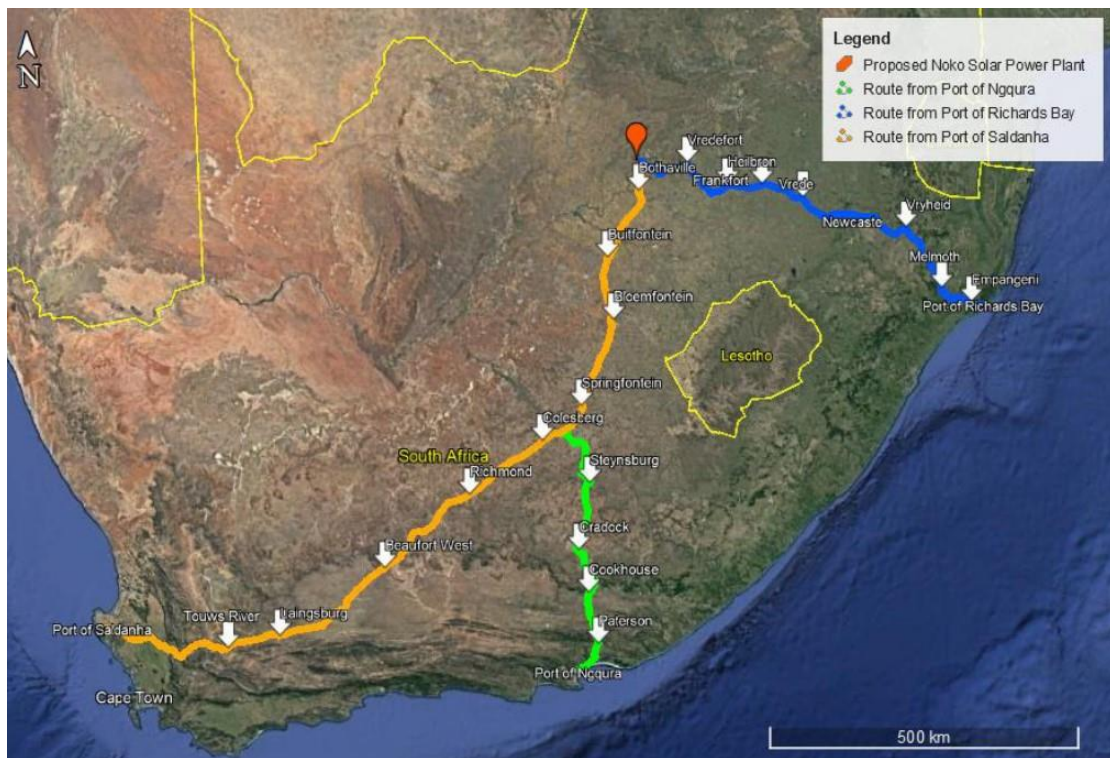 N
Legend
Proposed Noko Solar Power Plant
Route from Port of Ngqura
Route from Port of Richards Bay
Route from Port of Saldanha
Vredefort
Heilbron
Bothaville
Frankfort
Vrede
Vryheid
Newcastle
Bultfontein
Melmoth
Empangeni
Port of Richards Bay
Bloemfontein
Lesotho
Springfontein
Colesberg
South Africa
Steynsburg
Richmond
Cradock
Beaufort West
Cookhouse
Touws River
Laingsburg
Paterson
Port of Saldanha
Port of Ngqura
Cape Town
500 km